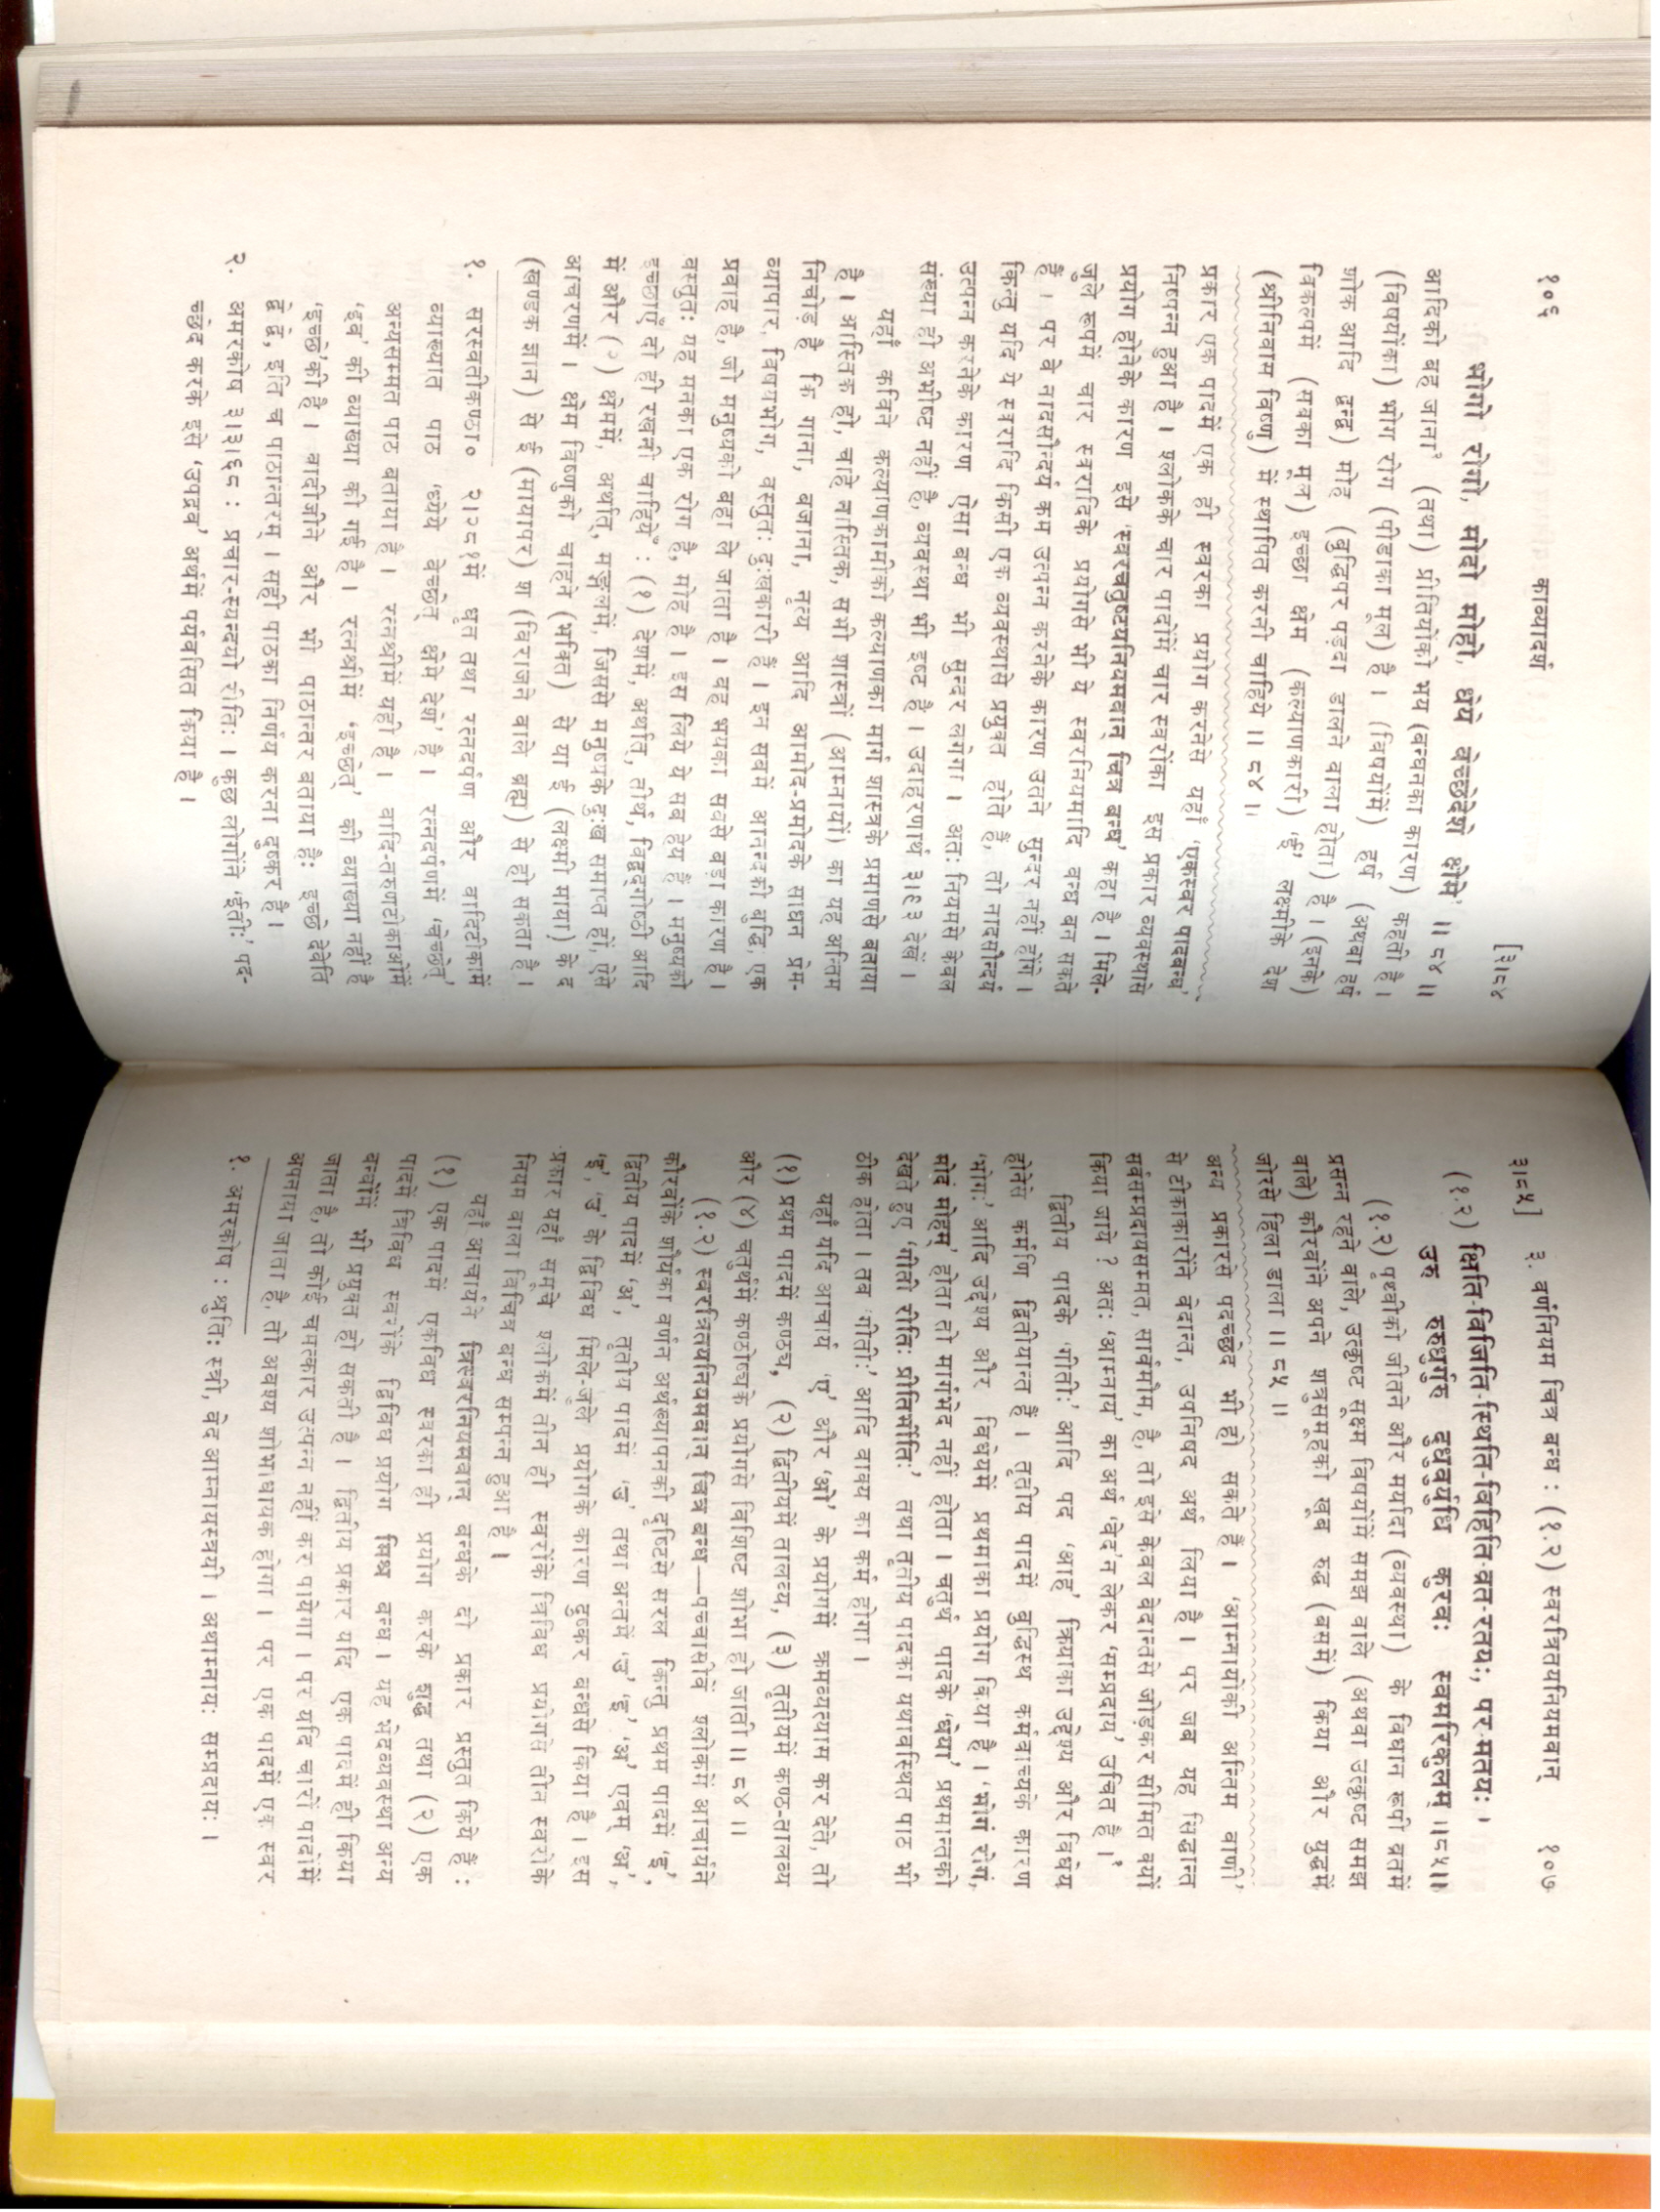 १०६
काव्यादर्श
[३।८४
भोगो रोगो, मोदो मोहो, ध्येये वेच्छेदेशे क्षेमे' ॥ ८४ ॥
आदिको वह जाना° (तथा) प्रीतियोंको भय (बन्धनका कारण) कहती है ।
(विषयोंका) भोग रोग (पीडाका मूल) है । (विषयोंसे) हर्ष (अथवा हर्ष
शोक आदि द्वन्द्व) मोह (बुद्धिपर पड़दा डालने वाला होता) है । (इनके)
विकल्पमें (सबका मूल) इच्छा क्षेम (कल्याणकारी) 'ई' लक्ष्मीके देश
(श्रीनिवास विष्णु) में स्थापित करनी चाहिये ॥ ८४ ॥
प्रकार एक पादमें एक ही स्वरका प्रयोग करनेसे यहाँ 'एकस्वर पादबन्ध'
निष्पन्न हुआ है । श्लोकके चार पादोंमें चार स्वरोंका इस प्रकार व्यवस्थासे
प्रयोग होनेके कारण इसे 'स्वरचतुष्टयनियमवान् चित्र बन्ध' कहा है । मिले-
जुले रूपमें चार स्वरादिके प्रयोगसे भी ये स्वरनियमादि बन्ध बन सकते
हैं । पर वे नादसौन्दर्य कम उत्पन्न करनेके कारण उतने सुन्दर नहीं होंगे ।
किन्तु यदि ये स्वरादि किसी एक व्यवस्थासे प्रयुक्त होते हैं, तो नादसौन्दर्य
उत्पन्न करनेके कारण ऐसा बन्ध भी सुन्दर लगेगा । अतः नियमसे केवल
संख्या ही अभीष्ट नहीं है, व्यवस्था भी इष्ट है । उदाहरणार्थ ३।६३ देखें ।
यहाँ कविने कल्याणकामीको कल्याणका मार्ग शास्त्रके प्रमाणसे बताया
है । आस्तिक हो, चाहे नास्तिक, सभी शास्त्रों (आम्नायों) का यह अन्तिम
निचोड़ है कि गाना, बजाना, नृत्य आदि आमोद-प्रमोदके साधन प्रेम-
व्यापार, विषयभोग, वस्तुतः दुःखकारी हैं । इन सबमें आनन्दकी बुद्धि, एक
प्रवाह है, जो मनुष्यको बहा ले जाता है । वह भयका सबसे बड़ा कारण है ।
वस्तुतः यह मनका एक रोग है, मोह है । इस लिये ये सब हेय हैं । मनुष्यको
इच्छाएँ तो ही रखनी चाहियें : (१) देशमें, अर्थात्, तीर्थ, विद्वद्गोष्ठी आदि
में और (२) क्षेममें, अर्थात्, मङ्गलमें, जिससे मनुष्यके दुःख समाप्त हों, ऐसे
आचरणमें । क्षेम विष्णुको चाहने (भक्ति) से या ई (लक्ष्मी माया) के द
(खण्डक ज्ञान) से ई (मायापर) श (विराजने वाले ब्रह्म) से हो सकता है ।
१. सरस्वतीकण्ठा० २।२८१में धृत तथा रत्नदर्पण और वादिटीकामें
व्याख्यात पाठ 'ध्येये वेच्छेत् क्षेमे देशे' है । रत्नदर्पणमें 'वेच्छेत्'
अन्यसम्मत पाठ बताया है । रत्नश्रीमें यही है । वादि-तरुणटीकाओंमें
'इव' की व्याख्या की गई है । रत्नश्रीमें 'इच्छेत्' की व्याख्या नहीं है
'इच्छे'की है । वादीजीने और भी पाठान्तर बताया है: इच्छे देवेति
ई ई, इति च पाठान्तरम् । सही पाठका निर्णय करना दुष्कर है ।
२. अमरकोष ३।३।६८ : प्रचार-स्यन्दयो रीतिः । कुछ लोगोंने 'ईतीः' पद-
च्छेद करके इसे 'उपद्रव' अर्थमें पर्यवसित किया है ।
३।८५]
३. वर्णनियम चित्र बन्ध : (१.२) स्वरत्रितयनियमवान्
१०७
(१.२) क्षिति-विजिति-स्थिति-विहिति-व्रत-रतयः, पर-मतयः ।
उरु रुरुधुर्गुरु दुधुवुर्युधि कुरवः स्वमरिकुलम् ॥८५॥
(१.२) पृथ्वीको जीतने और मर्यादा (व्यवस्था) के विधान रूपी व्रतमें
प्रसन्न रहने वाले, उत्कृष्ट सूक्ष्म विषयोंमें समझ वाले (अथवा उत्कृष्ट समझ
वाले) कौरवोंने अपने शत्रुसमूहको खूब रुद्ध (बसमें) किया और युद्धमें
जोरसे हिला डाला ॥ ८५ ॥
अन्य प्रकारसे पदच्छेद भी हो सकते हैं । 'आम्नायोंकी अन्तिम वाणी'
से टीकाकारोंने वेदान्त, उपनिषद् अर्थ लिया है । पर जब यह सिद्धान्त
सर्वसम्प्रदायसम्मत, सार्वभौम, है, तो इसे केवल वेदान्तसे जोड़कर सीमित क्यों
किया जाये ? अतः 'आम्नाय' का अर्थ 'वेद'न लेकर 'सम्प्रदाय' उचित है ।°
द्वितीय पादके 'गीतीः' आदि पद 'आह' क्रियाका उद्देश्य और विधेय
होनेसे कर्मणि द्वितीयान्त हैं । तृतीय पादमें बुद्धिस्थ कर्मवाच्यके कारण
'भोगः' आदि उद्देश्य और विधेयमें प्रथमाका प्रयोग किया है । 'भोगं रोगं,
मोदं मोहम्' होता तो मार्गभेद नहीं होता । चतुर्थ पादके 'ध्येया' प्रथमान्तको
देखते हुए 'गीती रीतिः प्रीतिर्भीतिः' तथा तृतीय पादका यथावस्थित पाठ भी
ठीक होता । तब 'गीतीः' आदि वाक्य का कर्म होगा ।
यहाँ यदि आचार्य 'ए' और 'ओ' के प्रयोगमें क्रमव्यत्यास कर देते, तो
(१) प्रथम पादमें कण्ठ्य, (२) द्वितीयमें तालव्य, (३) तृतीयमें कण्ठ-तालव्य
और (४) चतुर्थमें कण्ठोष्ठ्यके प्रयोगसे विशिष्ट शोभा हो जाती ॥ ८४ ॥
(१.२) स्वरत्रितयनियमवान् चित्र बन्ध—पच्चासीवें श्लोकमें आचार्यने
कौरवोंके शौर्यका वर्णन अर्थख्यापनकी दृष्टिसे सरल किन्तु प्रथम पादमें 'इ',
द्वितीय पादमें 'अ', तृतीय पादमें 'उ' तथा अन्तमें 'उ' 'इ' 'अ' एवम् 'अ',
'इ', 'उ' के द्विविध मिले-जुले प्रयोगके कारण दुष्कर बन्धसे किया है । इस
प्रकार यहाँ समूचे श्लोकमें तीन ही स्वरोंके त्रिविध प्रयोगसे तीन स्वरोंके
नियम वाला विचित्र बन्ध सम्पन्न हुआ है ।
यहाँ आचार्यने त्रिस्वरनियमवान् बन्धके दो प्रकार प्रस्तुत किये हैं :
(१) एक पादमें एकविध स्वरका ही प्रयोग करके शुद्ध तथा (२) एक
पादमें त्रिविध स्वरोंके द्विविध प्रयोग मिश्र बन्ध । यह भेदव्यवस्था अन्य
बन्धोंमें भी प्रयुक्त हो सकती है । द्वितीय प्रकार यदि एक पादमें ही किया
जाता है, तो कोई चमत्कार उत्पन्न नहीं कर पायेगा । पर यदि चारों पादोंमें
अपनाया जाता है, तो अवश्य शोभाधायक होगा । पर एक पादमें एक स्वर
१. अमरकोष : श्रुतिः स्त्री, वेद आम्नायस्त्रयी । अथाम्नायः सम्प्रदायः ।